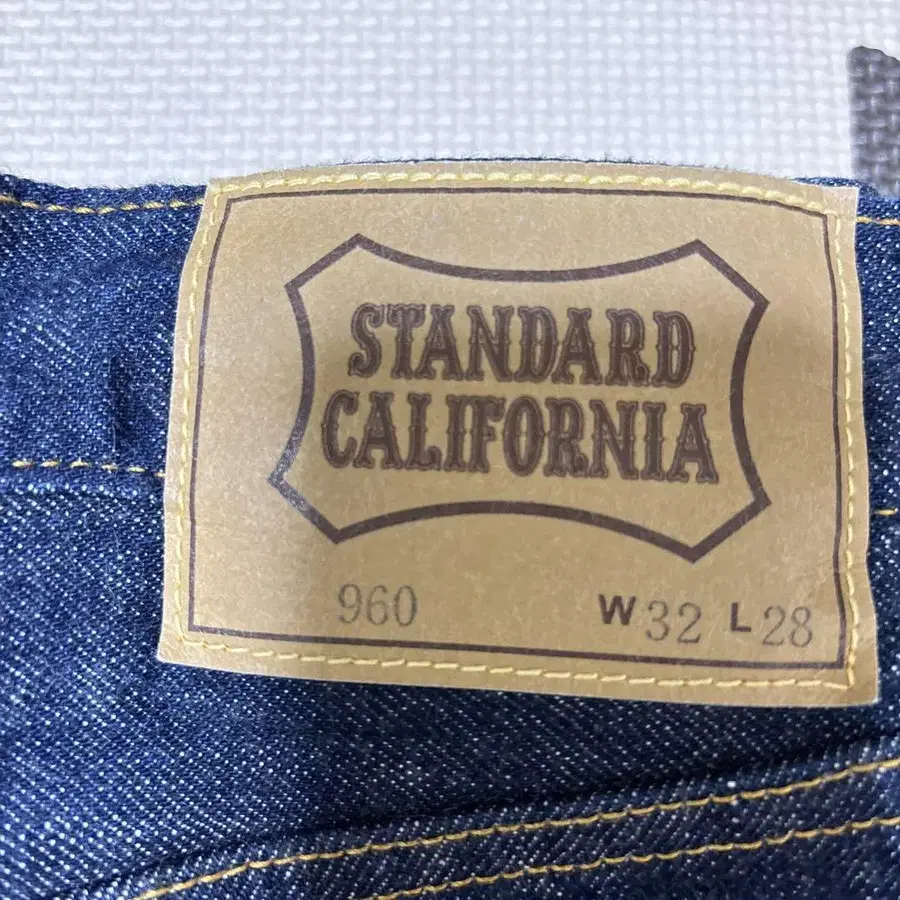 STANDARD
CALIFORNIA
960 W32 L28